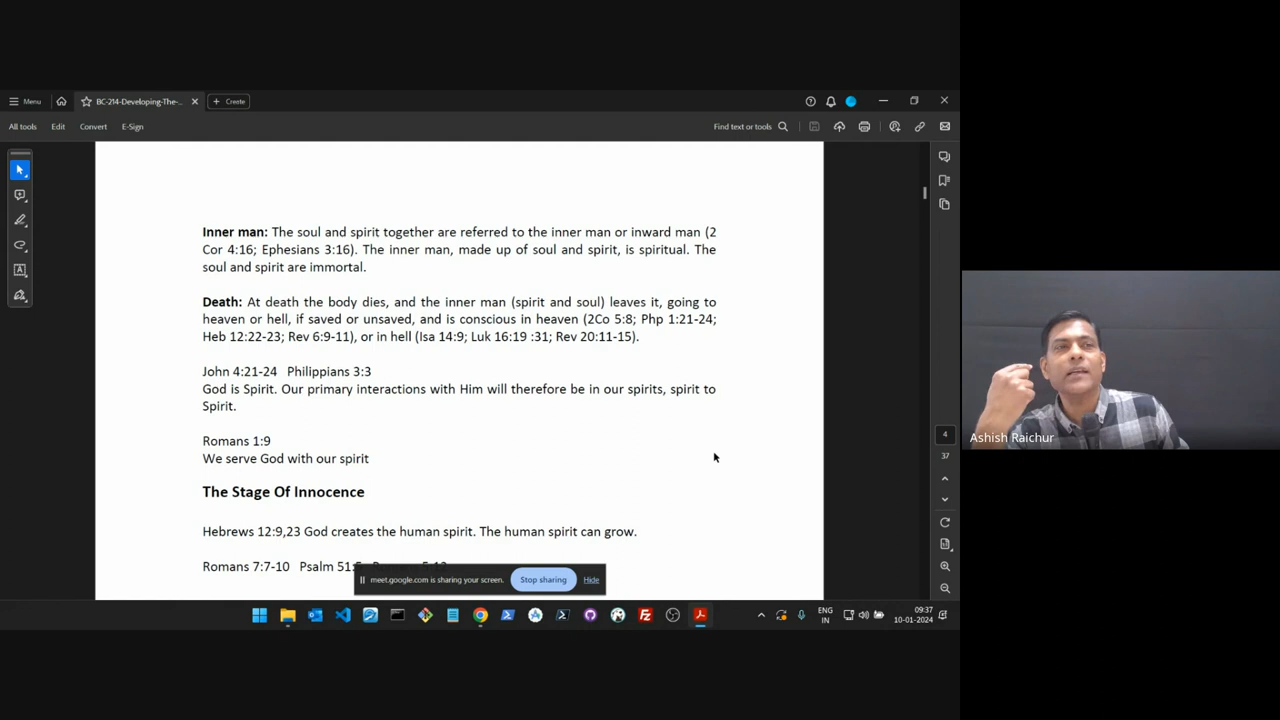 Menu
BC-214-Developing-The-...
Create
All tools
Edit
Convert
E-Sign
Find text or tools
Inner man: The soul and spirit together are referred to the inner man or inward man (2
Cor 4:16; Ephesians 3:16). The inner man, made up of soul and spirit, is spiritual. The
soul and spirit are immortal.
Death: At death the body dies, and the inner man (spirit and soul) leaves it, going to
heaven or hell, if saved or unsaved, and is conscious in heaven (2Co 5:8; Php 1:21-24;
Heb 12:22-23; Rev 6:9-11), or in hell (Isa 14:9; Luk 16:19 :31; Rev 20:11-15).
John 4:21-24 Philippians 3:3
God is Spirit. Our primary interactions with Him will therefore be in our spirits, spirit to
Spirit.
Romans 1:9
We serve God with our spirit
The Stage Of Innocence
Hebrews 12:9,23 God creates the human spirit. The human spirit can grow.
Romans 7:7-10 Psalm 51:5
meet.google.com is sharing your screen.
Stop sharing
Hide
4
37
Ashish Raichur
ENG
IN
09:37
10-01-2024